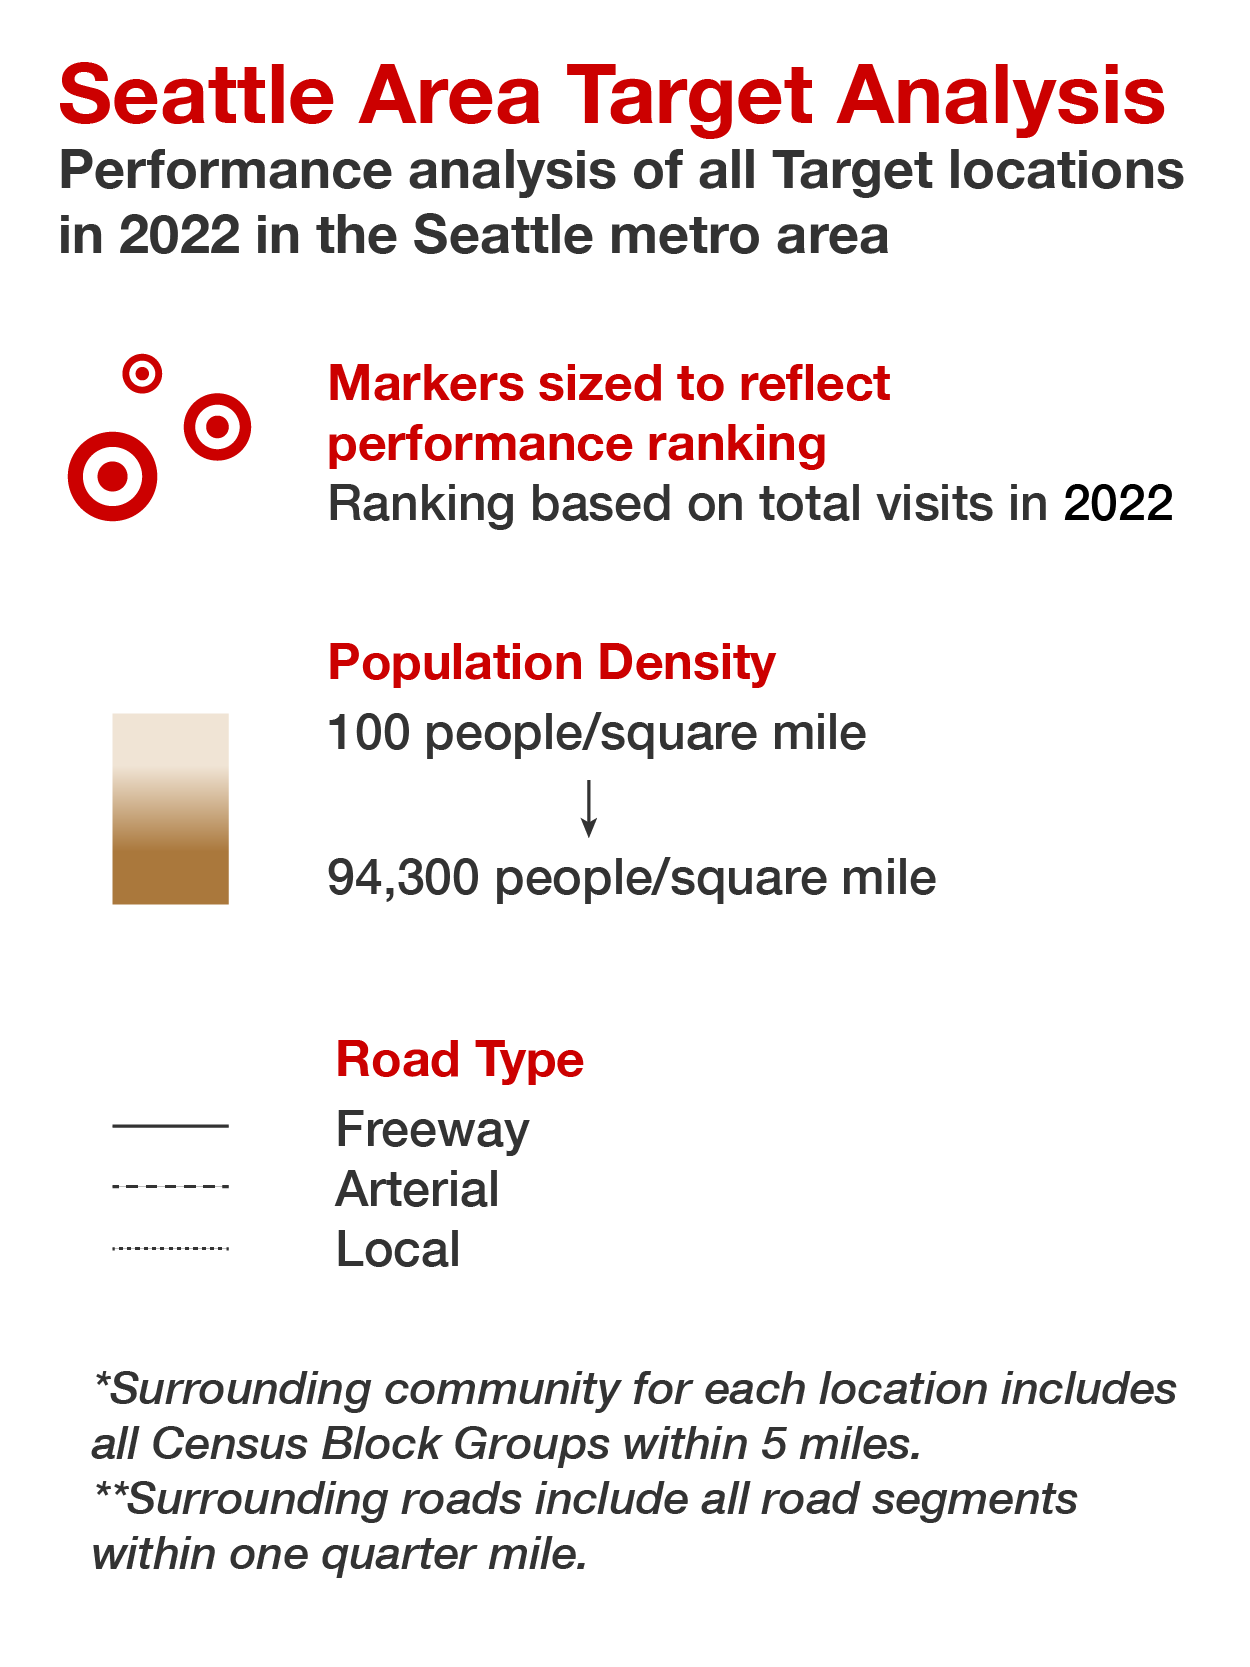 Seattle Area Target Analysis
Performance analysis of all Target locations
in 2022 in the Seattle metro area
Markers sized to reflect
performance ranking
Ranking based on total visits in 2022
Population Density
100 people/square mile
94,300 people/square mile
Road Type
Freeway
Arterial
Local
*Surrounding community for each location includes
all Census Block Groups within 5 miles.
**Surrounding roads include all road segments
within one quarter mile.